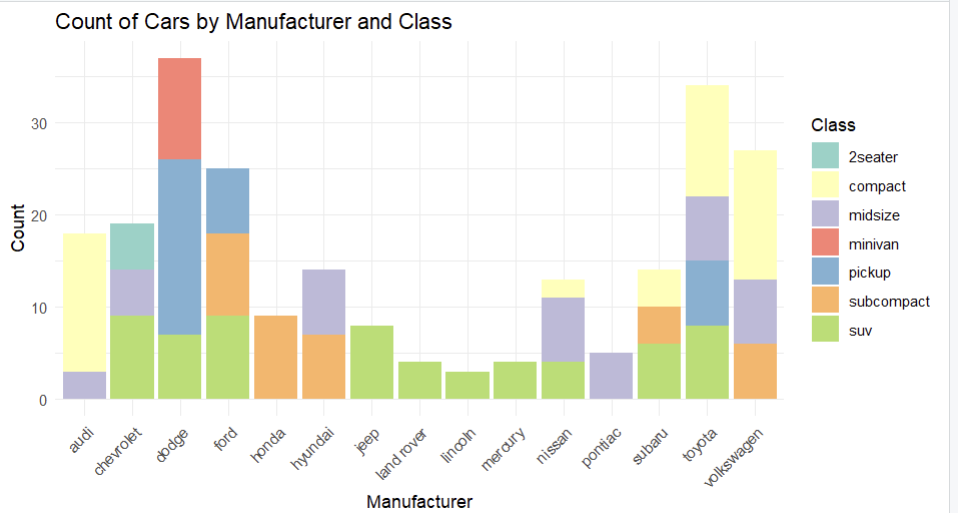 Count of Cars by Manufacturer and Class
Count
30
20
10
0
audi
chevrolet
dodge
ford
honda
hyundai
jeep
land rover
lincoln
mercury
nissan
pontiac
subaru
toyota
volkswagen
Manufacturer
Class
2seater
compact
midsize
minivan
pickup
subcompact
suv